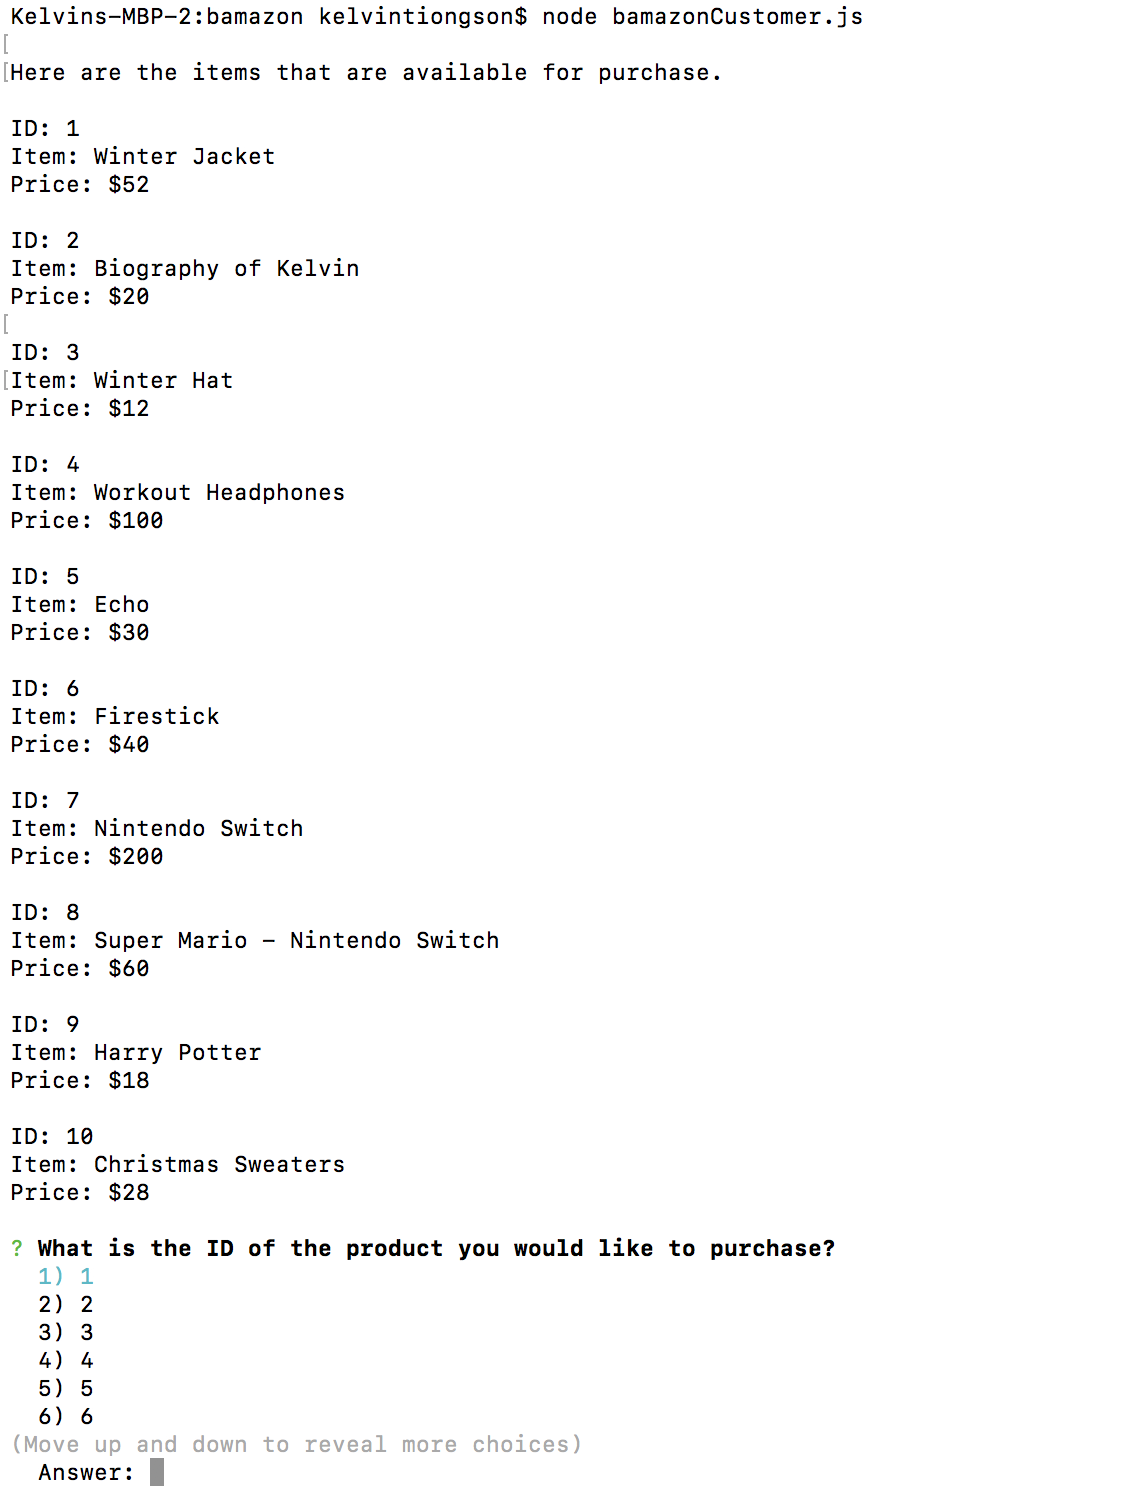 Kelvins-MBP-2:bamazon kelvintiongson$ node bamazonCustomer.js
[
[Here are the items that are available for purchase.
ID: 1
Item: Winter Jacket
Price: $52
ID: 2
Item: Biography of Kelvin
Price: $20
[
ID: 3
[Item: Winter Hat
Price: $12
ID: 4
Item: Workout Headphones
Price: $100
ID: 5
Item: Echo
Price: $30
ID: 6
Item: Firestick
Price: $40
ID: 7
Item: Nintendo Switch
Price: $200
ID: 8
Item: Super Mario – Nintendo Switch
Price: $60
ID: 9
Item: Harry Potter
Price: $18
ID: 10
Item: Christmas Sweaters
Price: $28
? What is the ID of the product you would like to purchase?
1) 1
2) 2
3) 3
4) 4
5) 5
6) 6
(Move up and down to reveal more choices)
Answer: